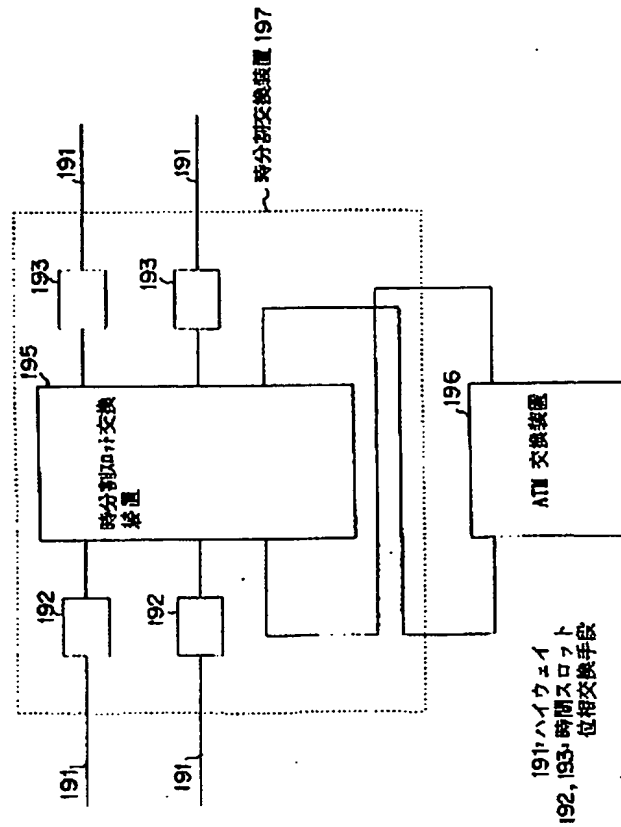 時分割交換装置 197
191
191
193
193
195
時分割スロット交換
装置
192
192
191
191
196
ATM 交換装置
191:ハイウェイ
192, 193:時間スロット
位相交換手段